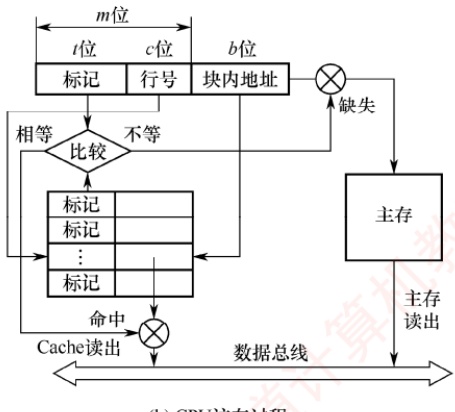 m位
t位 c位 b位
标记 行号 块内地址
缺失
相等 不等
比较
标记
标记
⋮
标记
主存
命中
主存
读出
Cache读出
数据总线